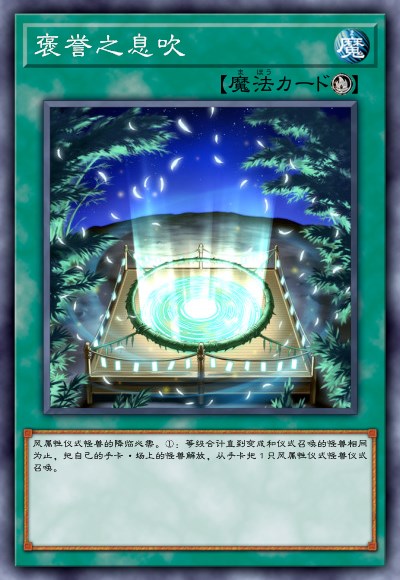 褒誉之息吹
魔
まほう
【魔法カード】
风属性仪式怪兽的降临必需。①：等级合计直到变成和仪式召唤的怪兽相同
为止，把自己的手卡·场上的怪兽解放，从手卡把1只风属性仪式怪兽仪式
召唤。